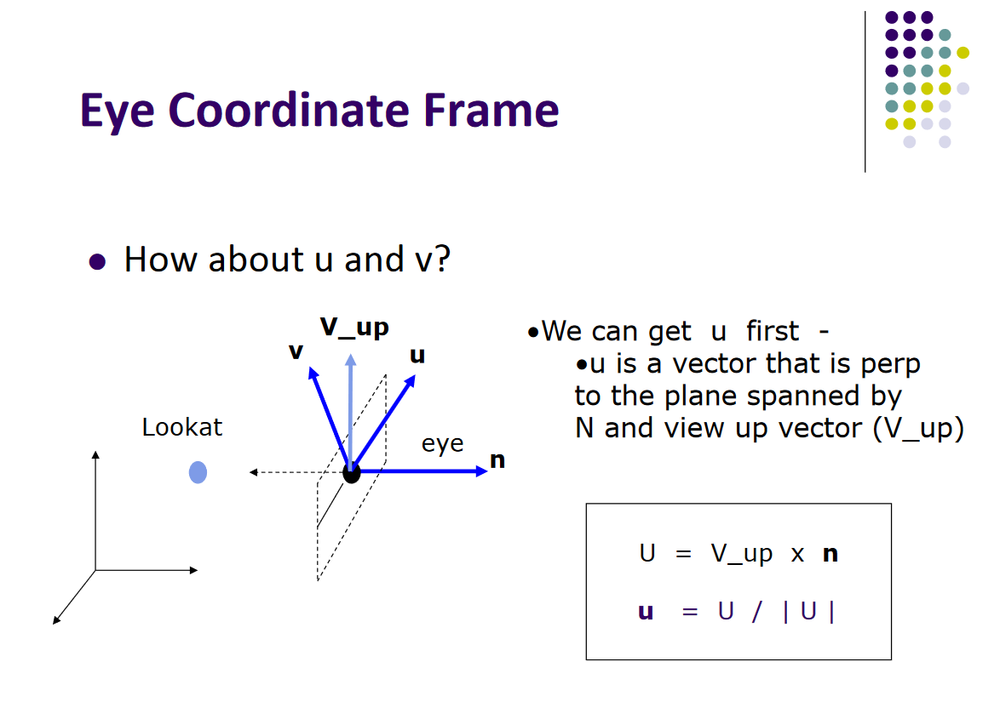 Eye Coordinate Frame
● How about u and v?
V_up
v
u
Lookat
eye
n
•We can get u first -
•u is a vector that is perp
to the plane spanned by
N and view up vector (V_up)
U = V_up x n
u = U / | U |